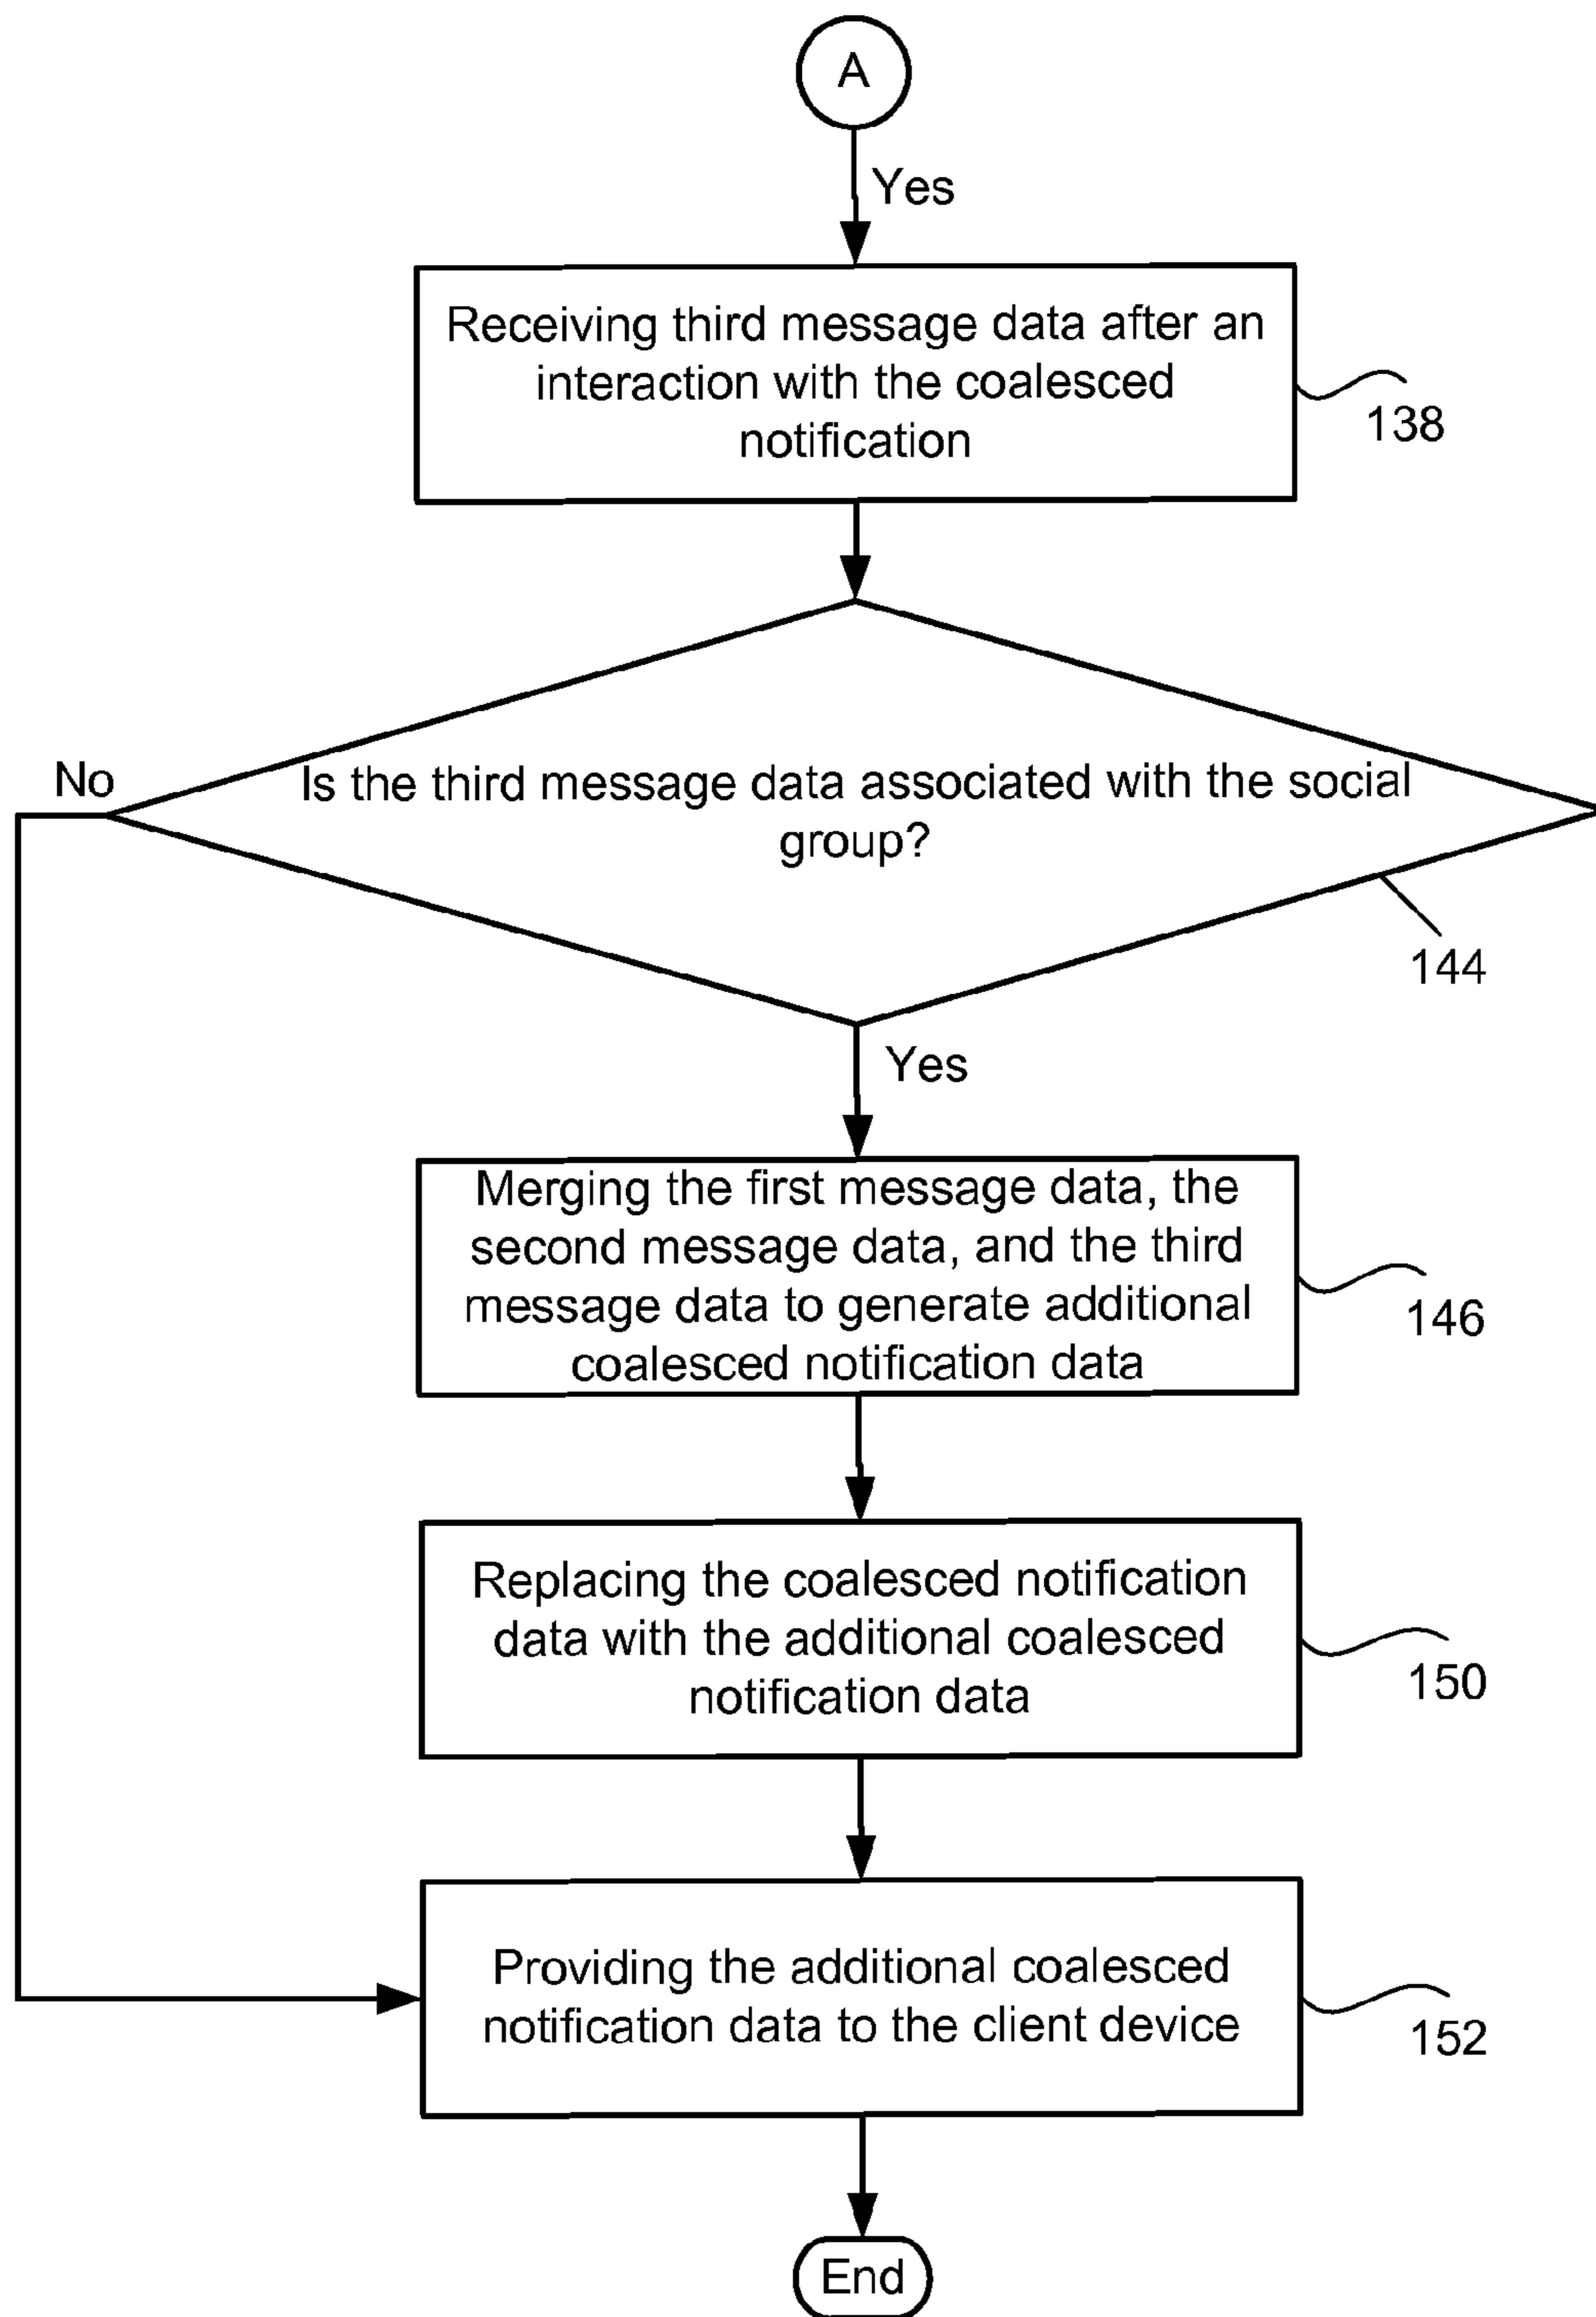 A
Yes
Receiving third message data after an
interaction with the coalesced
notification
138
No
Is the third message data associated with the social
group?
144
Yes
Merging the first message data, the
second message data, and the third
message data to generate additional
coalesced notification data
146
Replacing the coalesced notification
data with the additional coalesced
notification data
150
Providing the additional coalesced
notification data to the client device
152
End